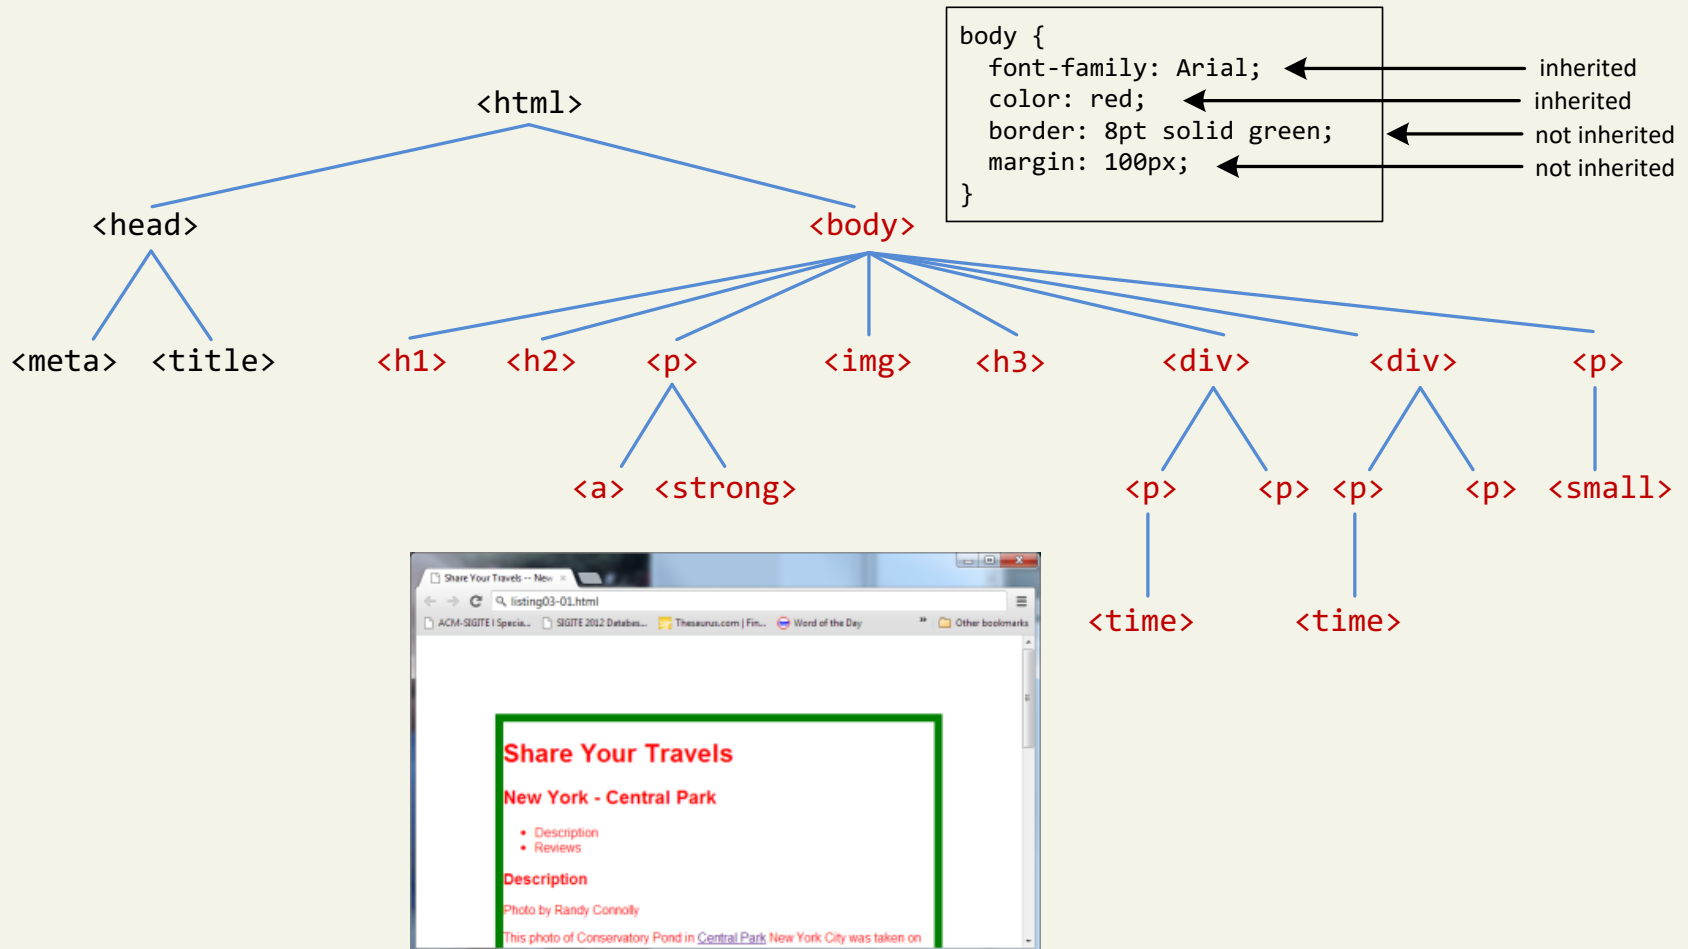 body {
font-family: Arial;
color: red;
border: 8pt solid green;
margin: 100px;
}
inherited
inherited
not inherited
not inherited
<html>
<head> <body>
<meta> <title> <h1> <h2> <p> <img> <h3> <div> <div> <p>
<a> <strong> <p> <p> <p> <p> <small>
<time> <time>
Share Your Travels -- New
listing03-01.html
ACM-SIGITE | Specia... SIGITE 2012 Databas... Thesaurus.com | Fin... Word of the Day » Other bookmarks
Share Your Travels
New York - Central Park
• Description
• Reviews
Description
Photo by Randy Connolly
This photo of Conservatory Pond in Central Park New York City was taken on